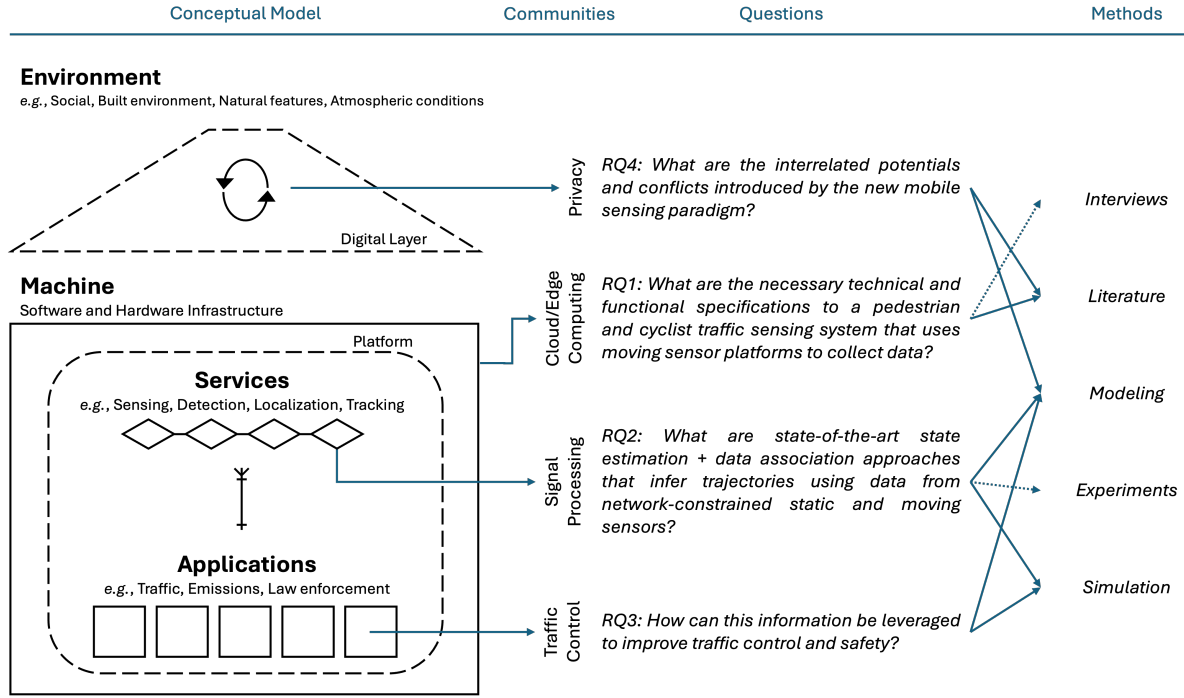 Conceptual Model
Communities
Questions
Methods
Environment
e.g., Social, Built environment, Natural features, Atmospheric conditions
Digital Layer
Machine
Software and Hardware Infrastructure
Platform
Services
e.g., Sensing, Detection, Localization, Tracking
Applications
e.g., Traffic, Emissions, Law enforcement
Privacy
RQ4: What are the interrelated potentials
and conflicts introduced by the new mobile
sensing paradigm?
Cloud/Edge
Computing
RQ1: What are the necessary technical and
functional specifications to a pedestrian
and cyclist traffic sensing system that uses
moving sensor platforms to collect data?
Signal
Processing
RQ2: What are state-of-the-art state
estimation + data association approaches
that infer trajectories using data from
network-constrained static and moving
sensors?
Traffic
Control
RQ3: How can this information be leveraged
to improve traffic control and safety?
Interviews
Literature
Modeling
Experiments
Simulation